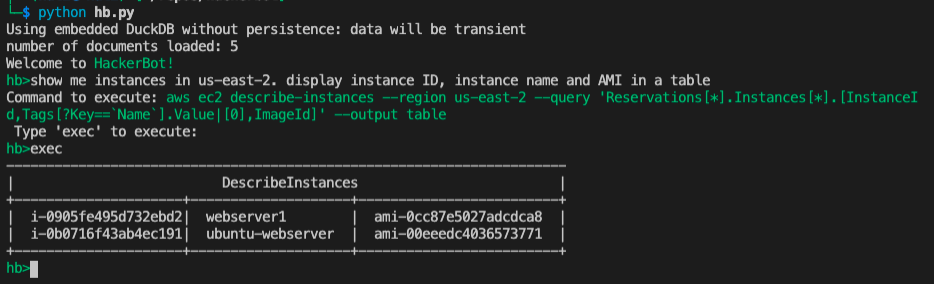 $ python hb.py
Using embedded DuckDB without persistence: data will be transient
number of documents loaded: 5
Welcome to HackerBot!
hb>show me instances in us-east-2. display instance ID, instance name and AMI in a table
Command to execute: aws ec2 describe-instances --region us-east-2 --query 'Reservations[*].Instances[*].[InstanceI
d,Tags[?Key==`Name`].Value|[0],ImageId]' --output table
Type 'exec' to execute:
hb>exec
DescribeInstances
i-0905fe495d732ebd2| webserver1 | ami-0cc87e5027adcdca8
i-0b0716f43ab4ec191| ubuntu-webserver | ami-00eeedc4036573771
hb>